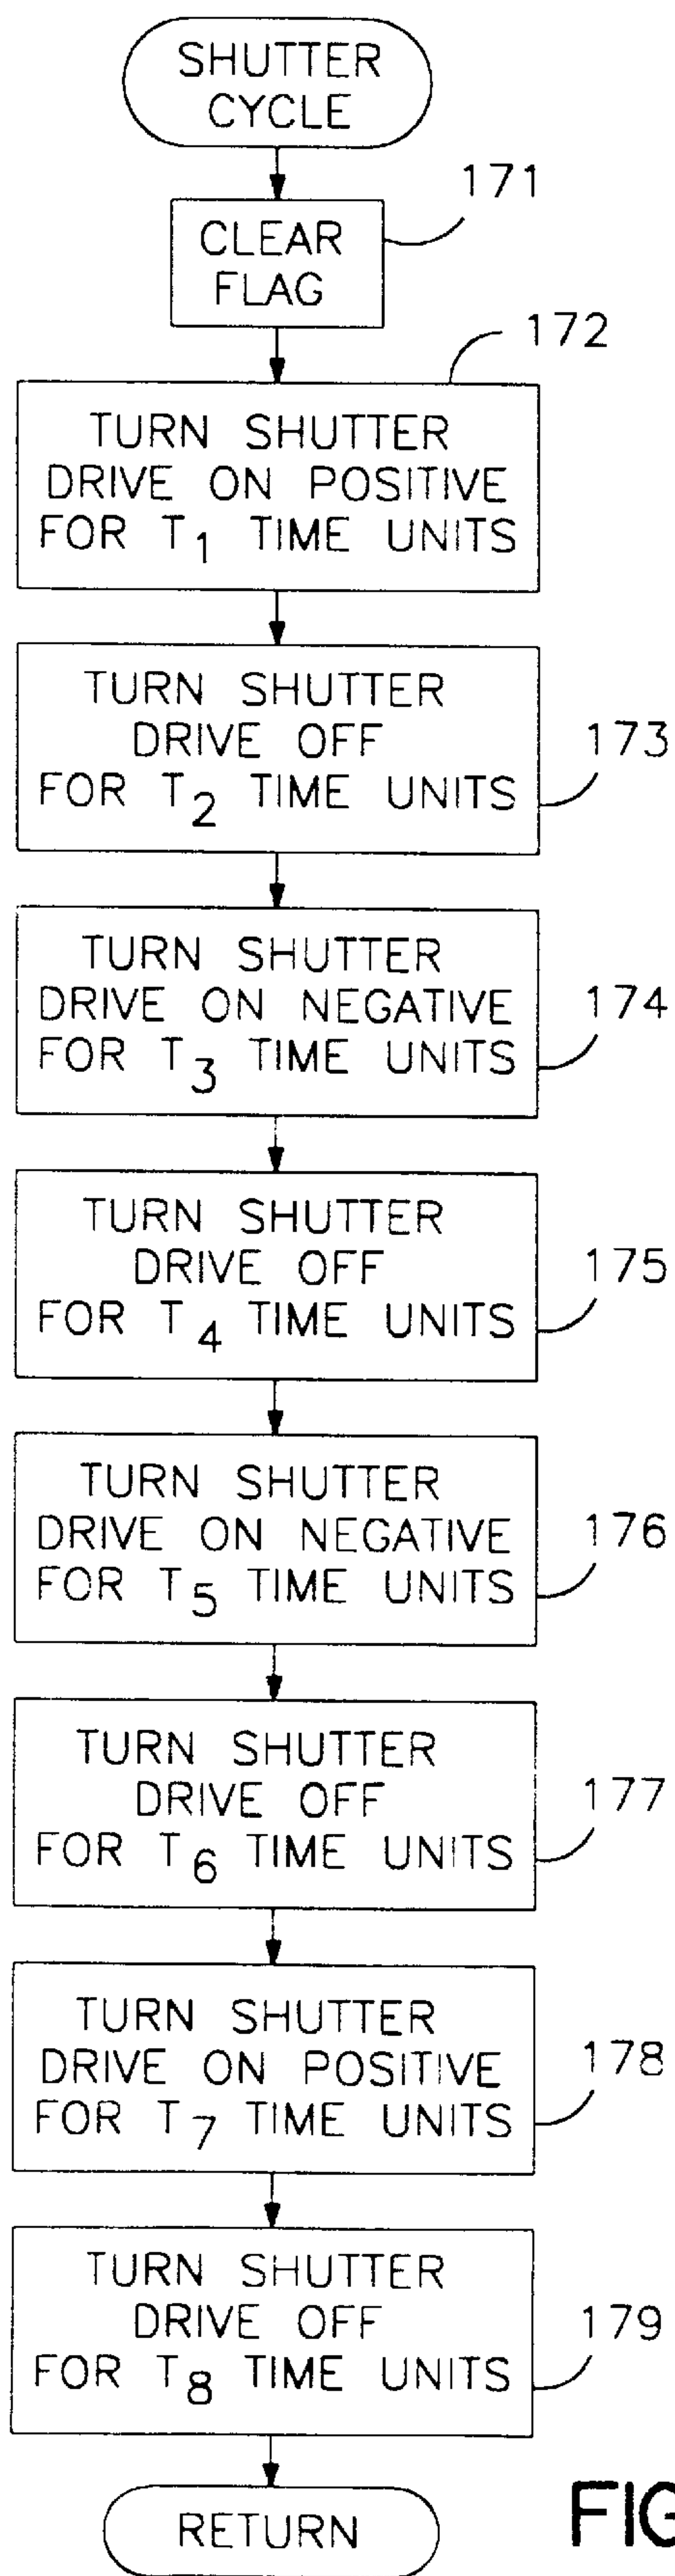 SHUTTER
CYCLE
171
CLEAR
FLAG
172
TURN SHUTTER
DRIVE ON POSITIVE
FOR T1 TIME UNITS
TURN SHUTTER
DRIVE OFF
FOR T2 TIME UNITS
173
TURN SHUTTER
DRIVE ON NEGATIVE
FOR T3 TIME UNITS
174
TURN SHUTTER
DRIVE OFF
FOR T4 TIME UNITS
175
TURN SHUTTER
DRIVE ON NEGATIVE
FOR T5 TIME UNITS
176
TURN SHUTTER
DRIVE OFF
FOR T6 TIME UNITS
177
TURN SHUTTER
DRIVE ON POSITIVE
FOR T7 TIME UNITS
178
TURN SHUTTER
DRIVE OFF
FOR T8 TIME UNITS
179
RETURN